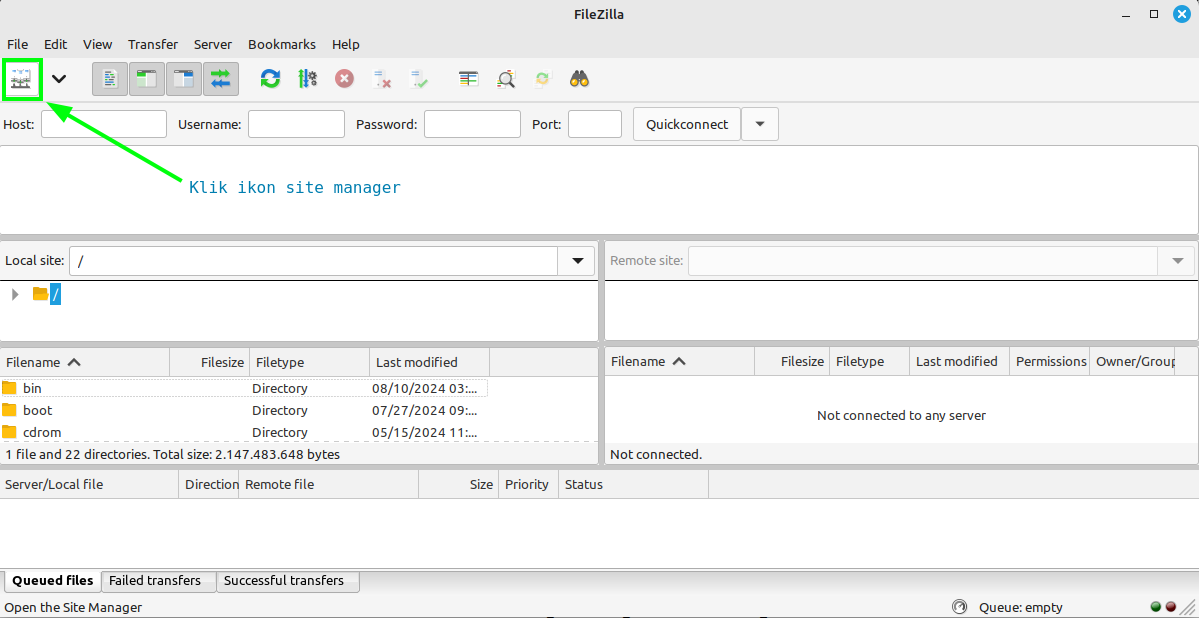 FileZilla
File Edit View Transfer Server Bookmarks Help
Host: Username: Password: Port: Quickconnect
Klik ikon site manager
Local site: /
Remote site:
/
Filename Filesize Filetype Last modified
bin Directory 08/10/2024 03:...
boot Directory 07/27/2024 09:...
cdrom Directory 05/15/2024 11:...
1 file and 22 directories. Total size: 2.147.483.648 bytes
Filename Filesize Filetype Last modified Permissions Owner/Group
Not connected to any server
Not connected.
Server/Local file Direction Remote file Size Priority Status
Queued files Failed transfers Successful transfers
Open the Site Manager Queue: empty